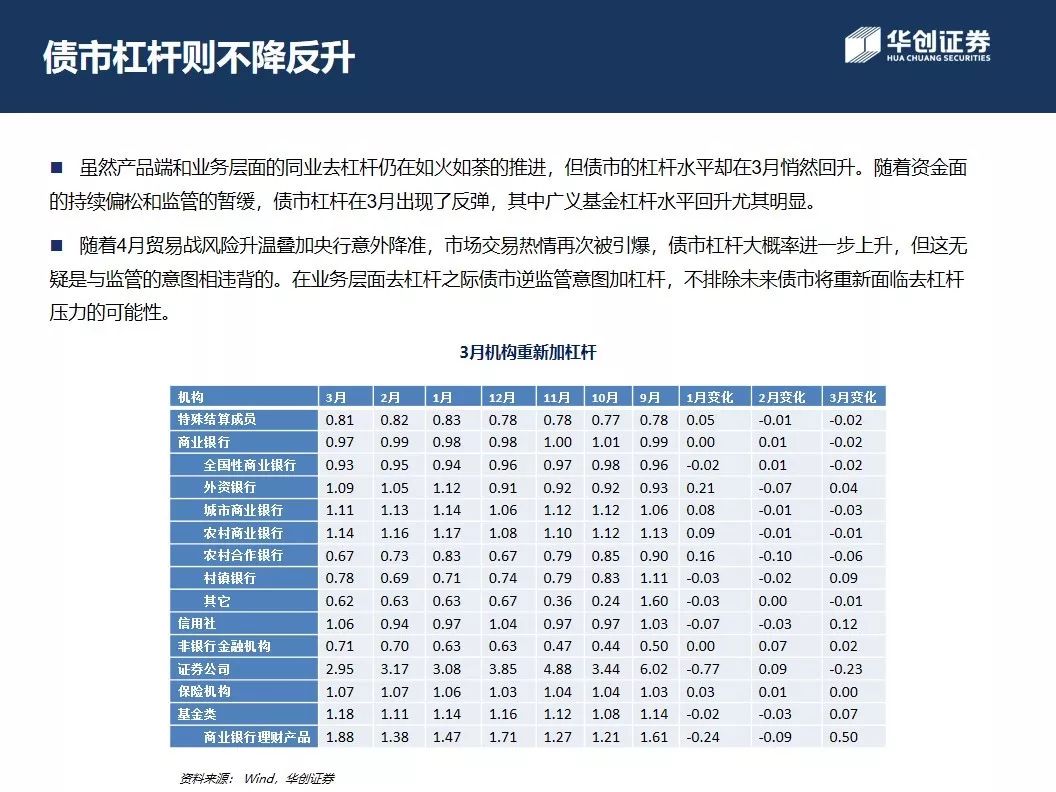 债市杠杆则不降反升
华创证券
HUA CHUANG SECURITIES
■ 虽然产品端和业务层面的同业去杠杆仍在如火如荼的推进，但债市的杠杆水平却在3月悄然回升。随着资金面
的持续偏松和监管的暂缓，债市杠杆在3月出现了反弹，其中广义基金杠杆水平回升尤其明显。
■ 随着4月贸易战风险升温叠加央行意外降准，市场交易热情再次被引爆，债市杠杆大概率进一步上升，但这无
疑是与监管的意图相违背的。在业务层面去杠杆之际债市逆监管意图加杠杆，不排除未来债市将重新面临去杠杆
压力的可能性。
3月机构重新加杠杆
机构 3月 2月 1月 12月 11月 10月 9月 1月变化 2月变化 3月变化
特殊结算成员 0.81 0.82 0.83 0.78 0.78 0.77 0.78 0.05 -0.01 -0.02
商业银行 0.97 0.99 0.98 0.98 1.00 1.01 0.99 0.00 0.01 -0.02
全国性商业银行 0.93 0.95 0.94 0.96 0.97 0.98 0.96 -0.02 0.01 -0.02
外资银行 1.09 1.05 1.12 0.91 0.92 0.92 0.93 0.21 -0.07 0.04
城市商业银行 1.11 1.13 1.14 1.06 1.12 1.12 1.06 0.08 -0.01 -0.03
农村商业银行 1.14 1.16 1.17 1.08 1.10 1.12 1.13 0.09 -0.01 -0.01
农村合作银行 0.67 0.73 0.83 0.67 0.79 0.85 0.90 0.16 -0.10 -0.06
村镇银行 0.78 0.69 0.71 0.74 0.79 0.83 1.11 -0.03 -0.02 0.09
其它 0.62 0.63 0.63 0.67 0.36 0.24 1.60 -0.03 0.00 -0.01
信用社 1.06 0.94 0.97 1.04 0.97 0.97 1.03 -0.07 -0.03 0.12
非银行金融机构 0.71 0.70 0.63 0.63 0.47 0.44 0.50 0.00 0.07 0.02
证券公司 2.95 3.17 3.08 3.85 4.88 3.44 6.02 -0.77 0.09 -0.23
保险机构 1.07 1.07 1.06 1.03 1.04 1.04 1.03 0.03 0.01 0.00
基金类 1.18 1.11 1.14 1.16 1.12 1.08 1.14 -0.02 -0.03 0.07
商业银行理财产品 1.88 1.38 1.47 1.71 1.27 1.21 1.61 -0.24 -0.09 0.50
资料来源： Wind，华创证券